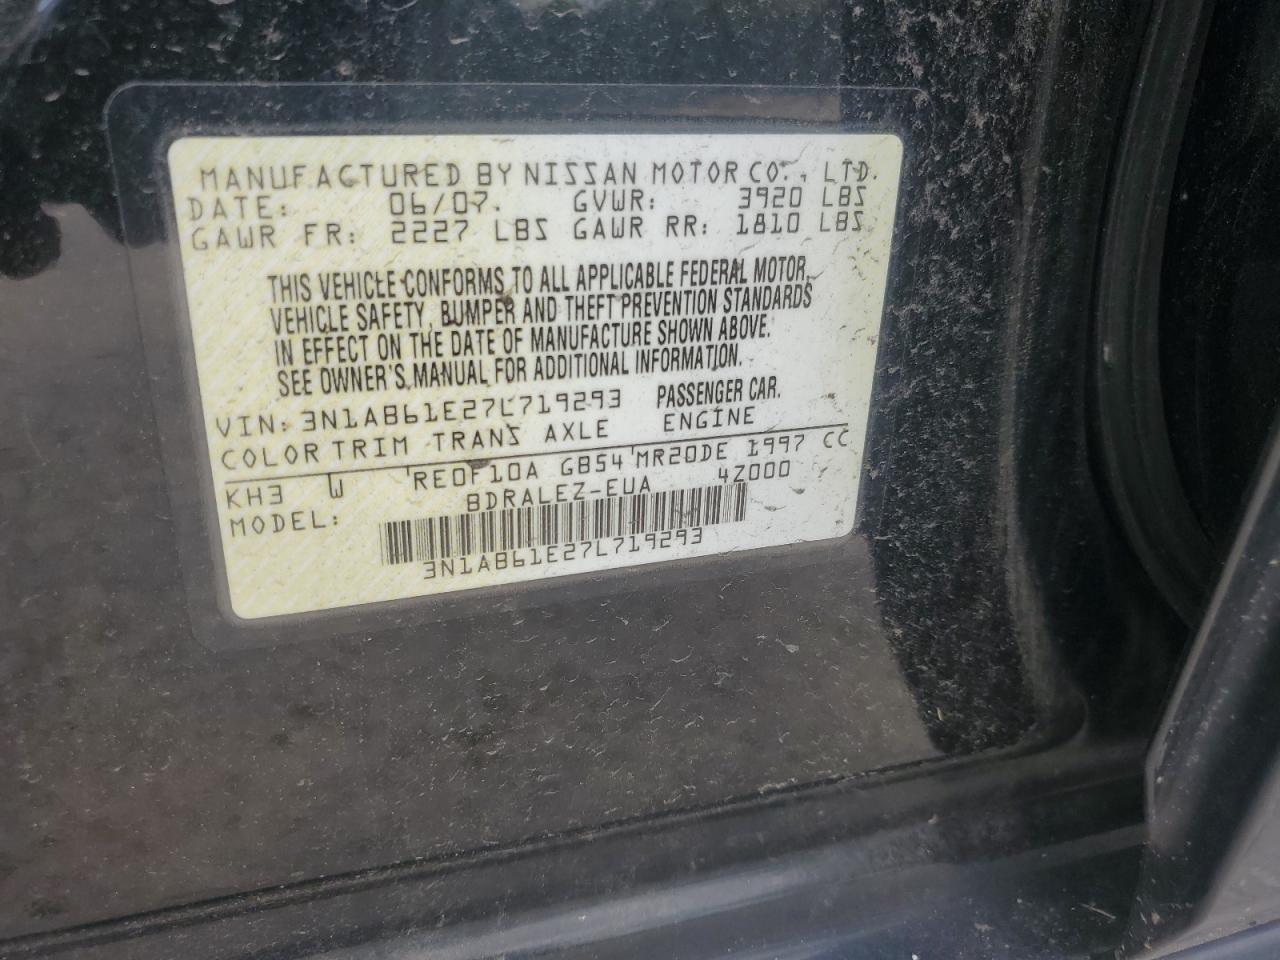 MANUFACTURED BY NISSAN MOTOR CO., LTD.
DATE: 06/07. GVWR: 3920 LBS
GAWR FR: 2227 LBS GAWR RR: 1810 LBS
THIS VEHICLE CONFORMS TO ALL APPLICABLE FEDERAL MOTOR
VEHICLE SAFETY, BUMPER AND THEFT PREVENTION STANDARDS
IN EFFECT ON THE DATE OF MANUFACTURE SHOWN ABOVE.
SEE OWNER'S MANUAL FOR ADDITIONAL INFORMATION.
VIN: 3N1AB61E27L719293 PASSENGER CAR.
COLOR TRIM TRANS AXLE ENGINE
KH3 W RE0F10A GB54 MR20DE 1997 CC
MODEL: BDRALEZ-EUA 4Z000
3N1AB61E27L719293